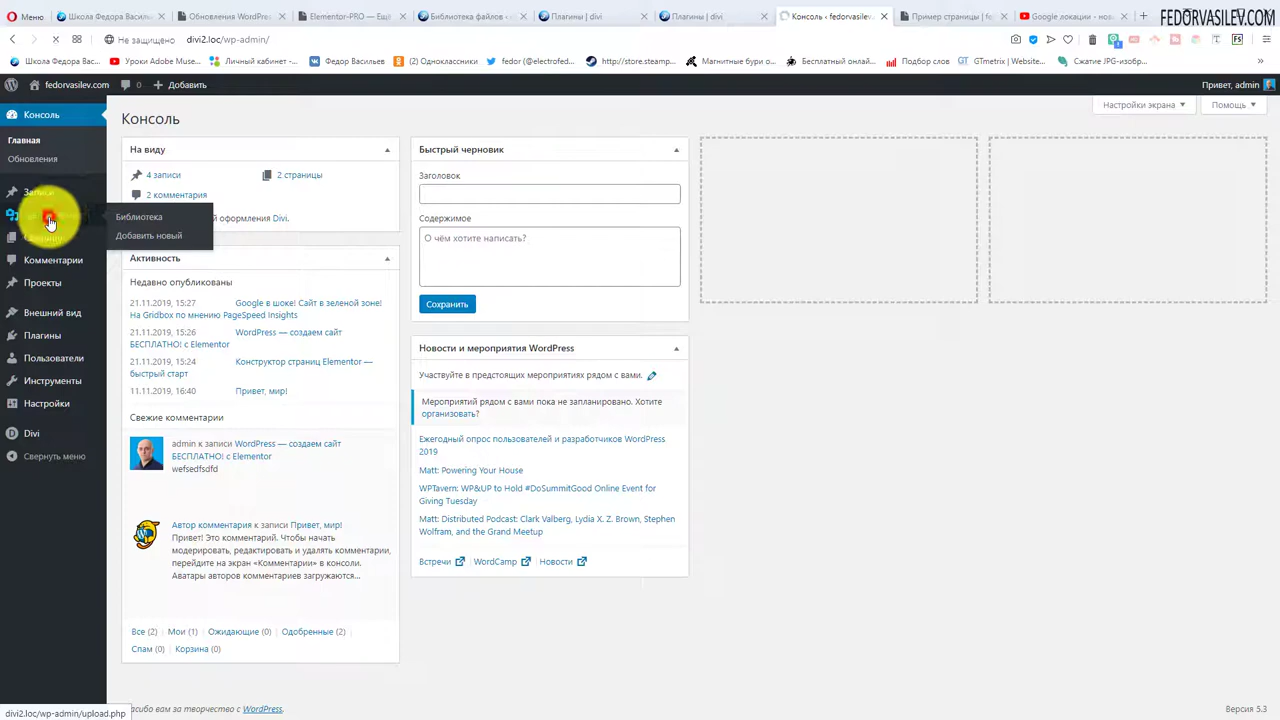 Меню
Школа Федора Василь
Обновления WordPre
Elementor-PRO — Ещё
Библиотека файлов ‹
Плагины | divi
Плагины | divi
Консоль ‹ fedorvasilev.c
Пример страницы | fe
Google локации - нов
FEDORVASILEV.COM
Не защищено
divi2.loc/wp-admin/
Школа Федора Вас...
Уроки Adobe Muse...
Личный кабинет -...
Федор Васильев
(2) Одноклассники
fedor (@electrofed...
http://store.steamp...
Магнитные бури о...
Бесплатный онлай...
Подбор слов
GTmetrix | Website...
Сжатие JPG-изобр...
fedorvasilev.com
0
Добавить
Привет, admin
Консоль
Главная
Обновления
Записи
Библиотека
Добавить новый
Комментарии
Проекты
Внешний вид
Плагины
Пользователи
Инструменты
Настройки
Divi
Свернуть меню
Настройки экрана
Помощь
Консоль
На виду
4 записи
2 страницы
2 комментария
оформления Divi.
Активность
Недавно опубликованы
21.11.2019, 15:27 Google в шоке! Сайт в зеленой зоне!
На Gridbox по мнению PageSpeed Insights
21.11.2019, 15:26 WordPress — создаем сайт
БЕСПЛАТНО! с Elementor
21.11.2019, 15:24 Конструктор страниц Elementor —
быстрый старт
11.11.2019, 16:40 Привет, мир!
Свежие комментарии
admin к записи WordPress — создаем сайт
БЕСПЛАТНО! с Elementor
wefsedfsdfd
Автор комментария к записи Привет, мир!
Привет! Это комментарий. Чтобы начать
модерировать, редактировать и удалять комментарии,
перейдите на экран «Комментарии» в консоли.
Аватары авторов комментариев загружаются...
Все (2) | Мои (1) | Ожидающие (0) | Одобренные (2) |
Спам (0) | Корзина (0)
Быстрый черновик
Заголовок
Содержимое
О чём хотите написать?
Сохранить
Новости и мероприятия WordPress
Участвуйте в предстоящих мероприятиях рядом с вами.
Мероприятий рядом с вами пока не запланировано. Хотите
организовать?
Ежегодный опрос пользователей и разработчиков WordPress
2019
Matt: Powering Your House
WPTavern: WP&UP to Hold #DoSummitGood Online Event for
Giving Tuesday
Matt: Distributed Podcast: Clark Valberg, Lydia X. Z. Brown, Stephen
Wolfram, and the Grand Meetup
Встречи | WordCamp | Новости
divi2.loc/wp-admin/upload.php
асибо вам за творчество с WordPress.
Версия 5.3